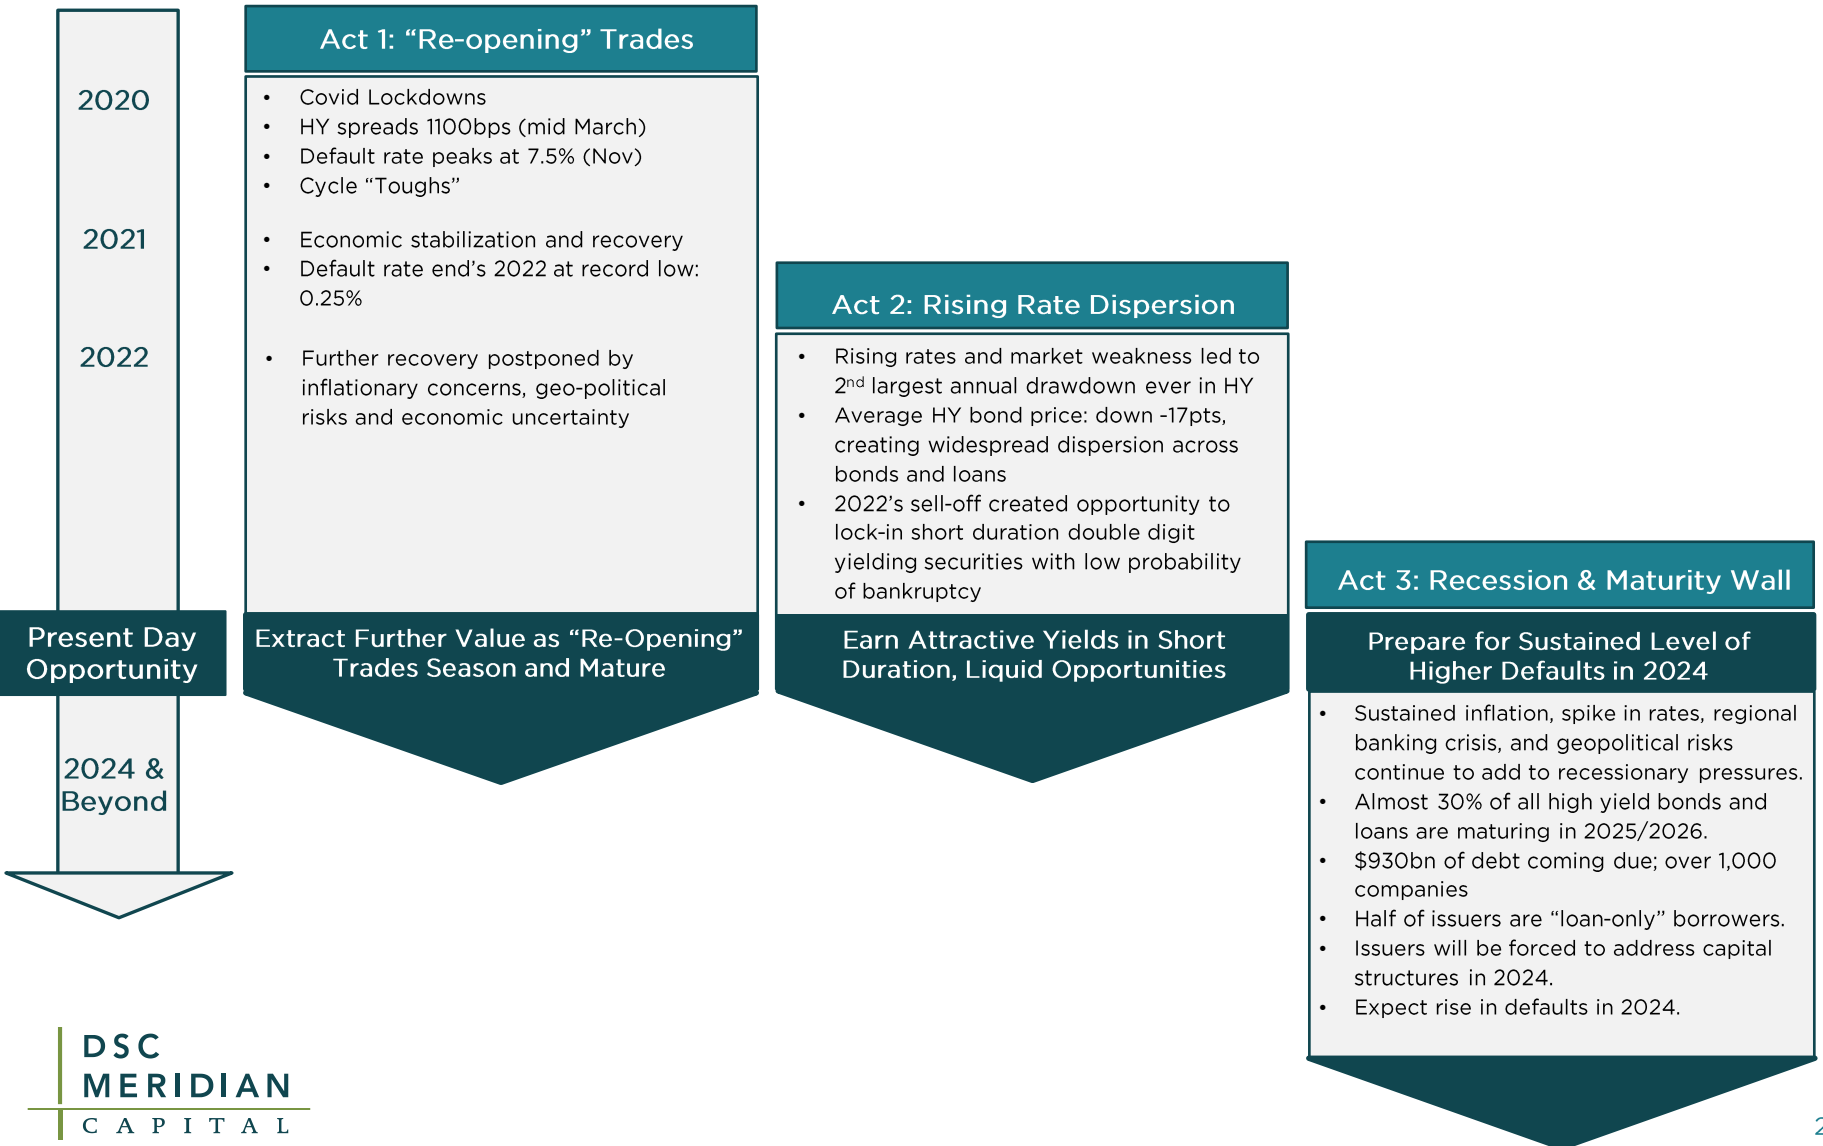 2020
2021
2022
Present Day
Opportunity
2024 &
Beyond
Act 1: “Re-opening” Trades
• Covid Lockdowns
• HY spreads 1100bps (mid March)
• Default rate peaks at 7.5% (Nov)
• Cycle “Toughs”
• Economic stabilization and recovery
• Default rate end’s 2022 at record low:
0.25%
• Further recovery postponed by
inflationary concerns, geo-political
risks and economic uncertainty
Extract Further Value as “Re-Opening”
Trades Season and Mature
Act 2: Rising Rate Dispersion
• Rising rates and market weakness led to
2nd largest annual drawdown ever in HY
• Average HY bond price: down -17pts,
creating widespread dispersion across
bonds and loans
• 2022’s sell-off created opportunity to
lock-in short duration double digit
yielding securities with low probability
of bankruptcy
Earn Attractive Yields in Short
Duration, Liquid Opportunities
Act 3: Recession & Maturity Wall
Prepare for Sustained Level of
Higher Defaults in 2024
• Sustained inflation, spike in rates, regional
banking crisis, and geopolitical risks
continue to add to recessionary pressures.
• Almost 30% of all high yield bonds and
loans are maturing in 2025/2026.
• $930bn of debt coming due; over 1,000
companies
• Half of issuers are “loan-only” borrowers.
• Issuers will be forced to address capital
structures in 2024.
• Expect rise in defaults in 2024.
DSC
MERIDIAN
CAPITAL